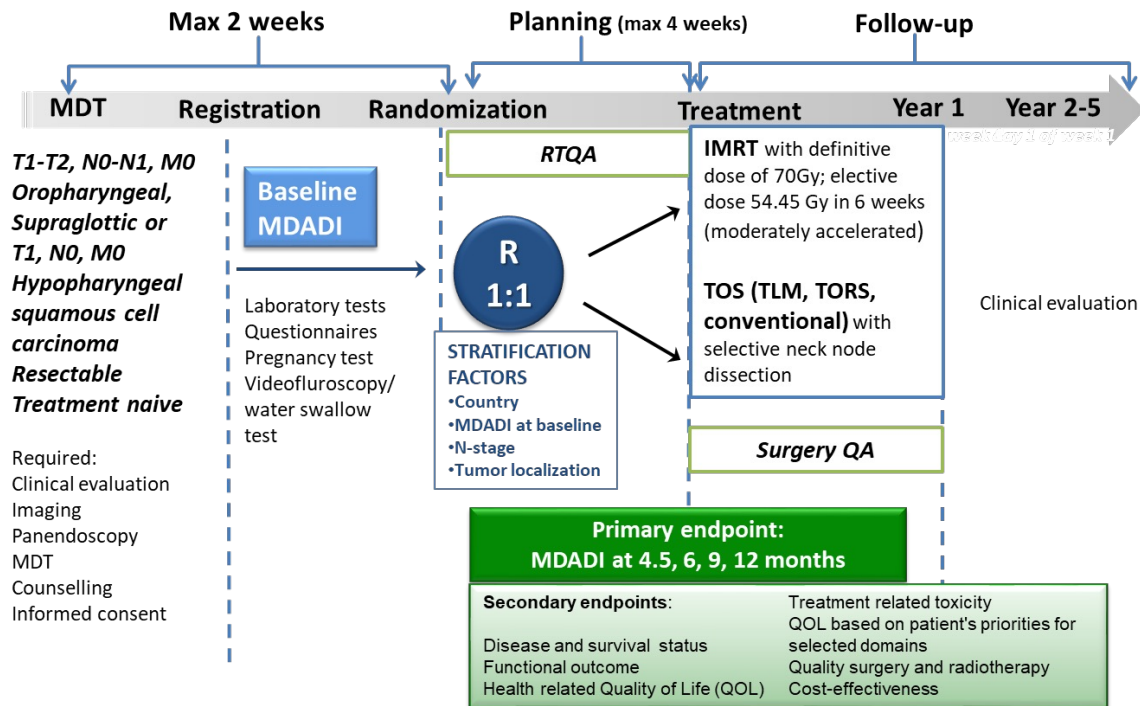 Max 2 weeks
Planning (max 4 weeks)
Follow-up
MDT
Registration
Randomization
Treatment
Year 1
Year 2-5
T1-T2, N0-N1, M0
Oropharyngeal,
Supraglottic or
T1, N0, M0
Hypopharyngeal
squamous cell
carcinoma
Resectable
Treatment naive
Required:
Clinical evaluation
Imaging
Panendoscopy
MDT
Counselling
Informed consent
Baseline
MDADI
Laboratory tests
Questionnaires
Pregnancy test
Videofluroscopy/
water swallow
test
RTQA
R
1:1
STRATIFICATION
FACTORS
•Country
•MDADI at baseline
•N-stage
•Tumor localization
IMRT with definitive
dose of 70Gy; elective
dose 54.45 Gy in 6 weeks
(moderately accelerated)
TOS (TLM, TORS,
conventional) with
selective neck node
dissection
Clinical evaluation
Surgery QA
Primary endpoint:
MDADI at 4.5, 6, 9, 12 months
Secondary endpoints:
Disease and survival status
Functional outcome
Health related Quality of Life (QOL)
Treatment related toxicity
QOL based on patient's priorities for
selected domains
Quality surgery and radiotherapy
Cost-effectiveness